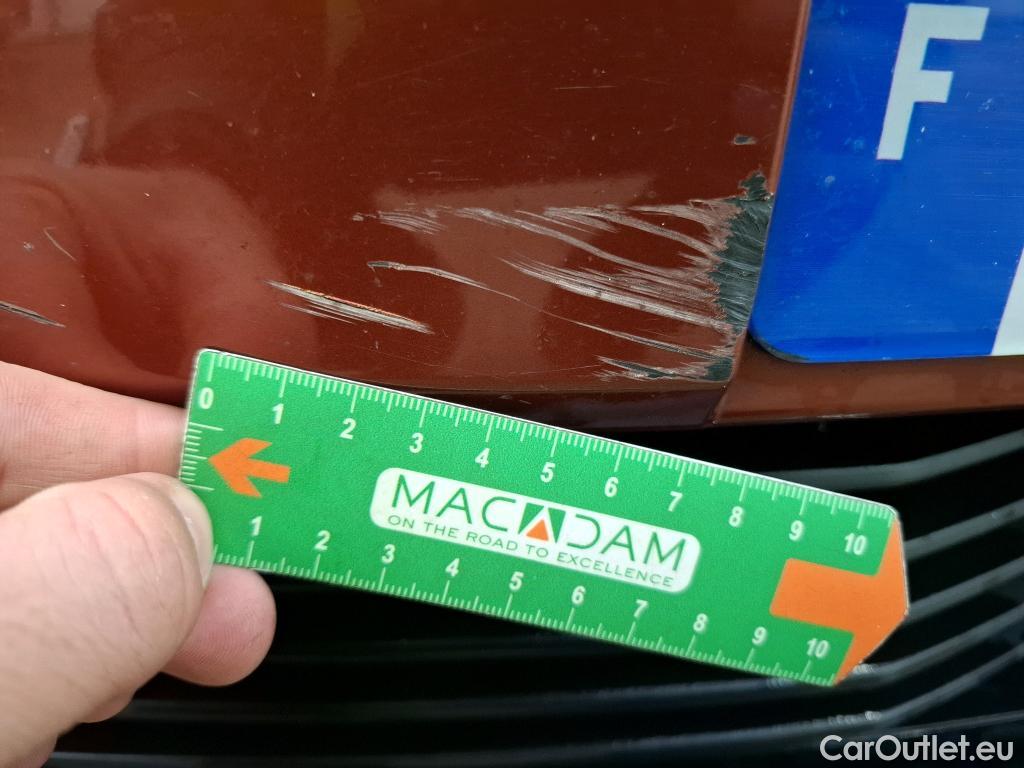 F
0 1 2 3 4 5 6 7 8 9 10
MACADAM
ON THE ROAD TO EXCELLENCE
1 2 3 4 5 6 7 8 9 10
CarOutlet.eu